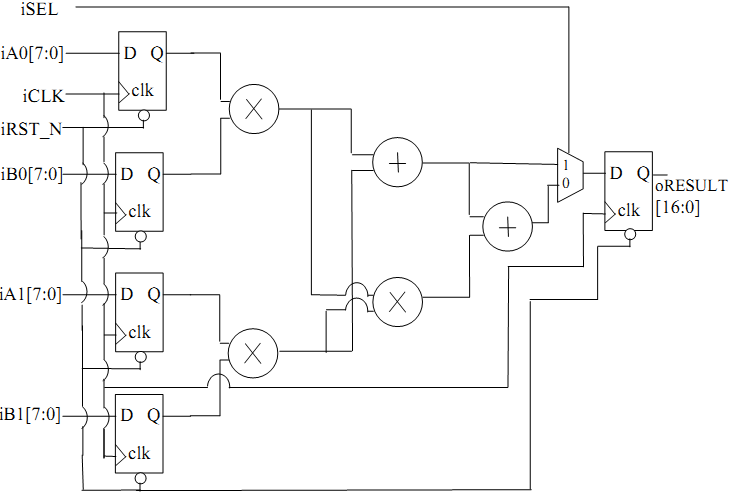 iSEL
iA0[7:0]
D Q
clk
iCLK
iRST_N
iB0[7:0]
D Q
clk
iA1[7:0]
D Q
clk
iB1[7:0]
D Q
clk
×
×
+
×
+
1
0
D Q
clk
oRESULT
[16:0]